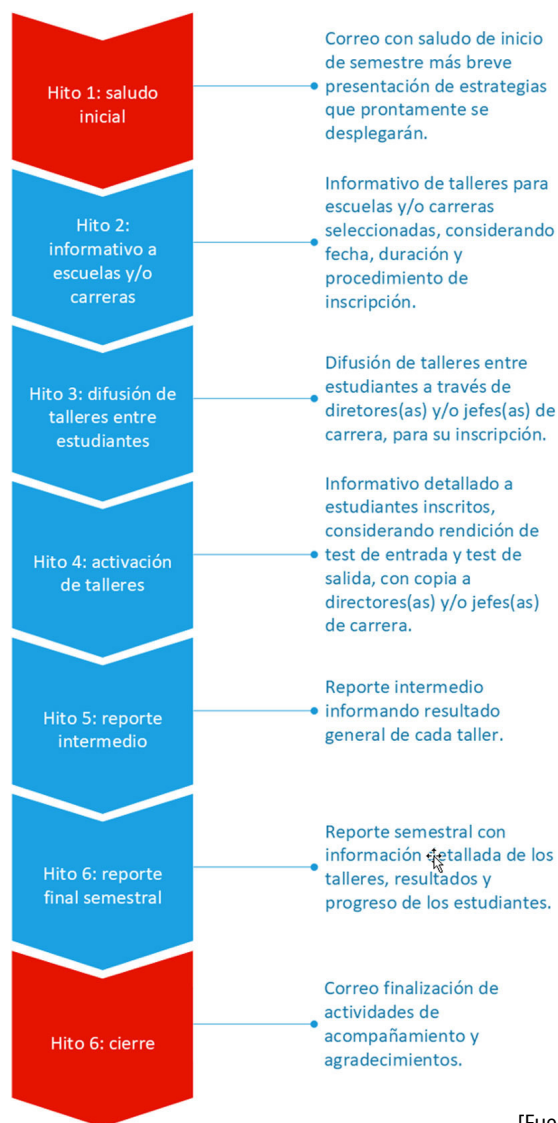 Hito 1: saludo
inicial
Correo con saludo de inicio
de semestre más breve
presentación de estrategias
que prontamente se
desplegarán.
Hito 2:
informativo a
escuelas y/o
carreras
Informativo de talleres para
escuelas y/o carreras
seleccionadas, considerando
fecha, duración y
procedimiento de
inscripción.
Hito 3: difusión de
talleres entre
estudiantes
Difusión de talleres entre
estudiantes a través de
diretores(as) y/o jefes(as) de
carrera, para su inscripción.
Hito 4: activación
de talleres
Informativo detallado a
estudiantes inscritos,
considerando rendición de
test de entrada y test de
salida, con copia a
directores(as) y/o jefes(as)
de carrera.
Hito 5: reporte
intermedio
Reporte intermedio
informando resultado
general de cada taller.
Hito 6: reporte
final semestral
Reporte semestral con
información detallada de los
talleres, resultados y
progreso de los estudiantes.
Hito 6: cierre
Correo finalización de
actividades de
acompañamiento y
agradecimientos.